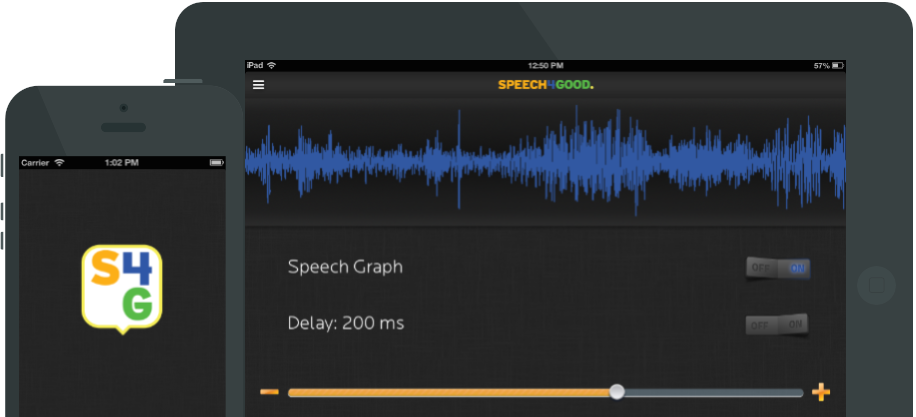 iPad 12:50 PM 57%
SPEECH4GOOD.
Carrier 1:02 PM
S4
G
Speech Graph OFF ON
Delay: 200 ms OFF ON